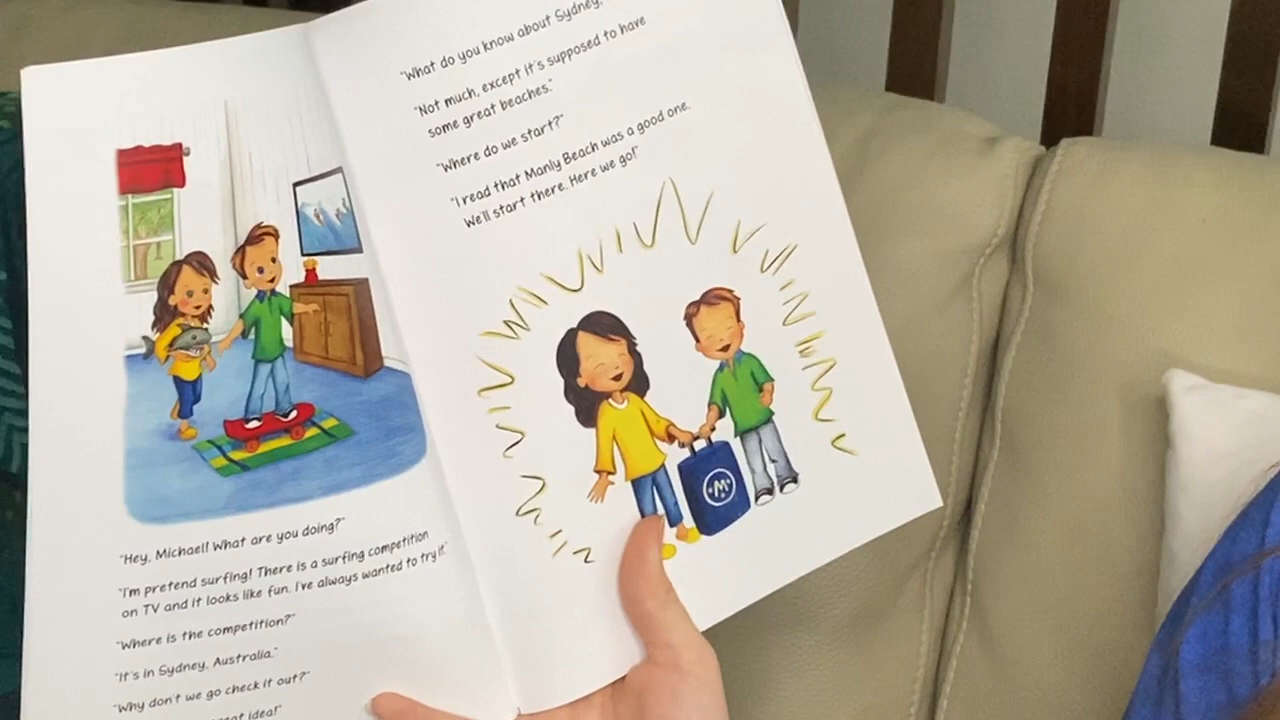 "Hey, Michael! What are you doing?"
"I'm pretend surfing! There is a surfing competition
on TV and it looks like fun. I've always wanted to try it."
"Where is the competition?"
"It's in Sydney, Australia."
"Why don't we go check it out?"
idea!"
"What do you know about Sydney,
"Not much, except it's supposed to have
some great beaches."
"Where do we start?"
"I read that Manly Beach was a good one.
We'll start there. Here we go!"
M